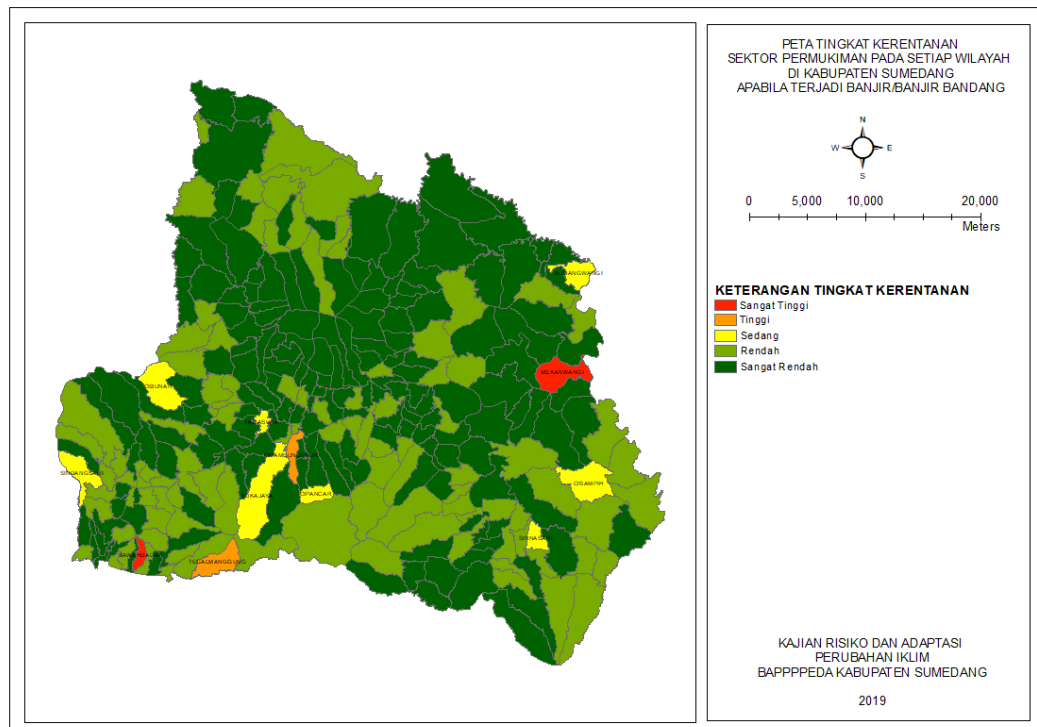 PETA TINGKAT KERENTANAN
SEKTOR PERMUKIMAN PADA SETIAP WILAYAH
DI KABUPATEN SUMEDANG
APABILA TERJADI BANJIR/BANJIR BANDANG
N
W E
S
0 5,000 10,000 20,000
Meters
KETERANGAN TINGKAT KERENTANAN
Sangat Tinggi
Tinggi
Sedang
Rendah
Sangat Rendah
KAJIAN RISIKO DAN ADAPTASI
PERUBAHAN IKLIM
BAPPPPEDA KABUPATEN SUMEDANG
2019
MEKARWANGI
CISAMPIH
CIPANCAR
TEGALMANGGUNG